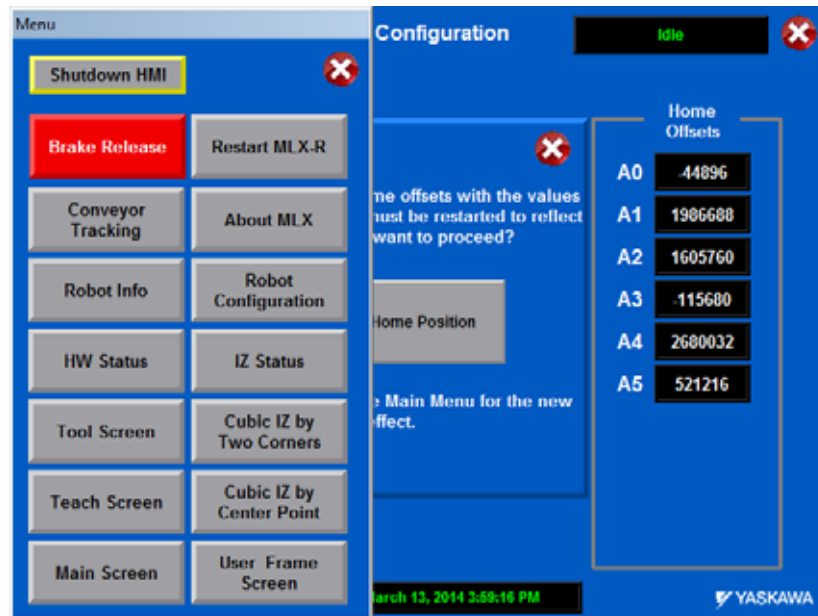 Menu
Shutdown HMI
Brake Release
Restart MLX-R
Conveyor
Tracking
About MLX
Robot Info
Robot
Configuration
HW Status
IZ Status
Tool Screen
Cubic IZ by
Two Corners
Teach Screen
Cubic IZ by
Center Point
Main Screen
User Frame
Screen
Configuration
Idle
me offsets with the values
must be restarted to reflect
want to proceed?
Home Position
Main Menu for the new
effect.
Home
Offsets
A0 -44896
A1 1986688
A2 1605760
A3 -115680
A4 2680032
A5 521216
March 13, 2014 3:59:16 PM
YASKAWA